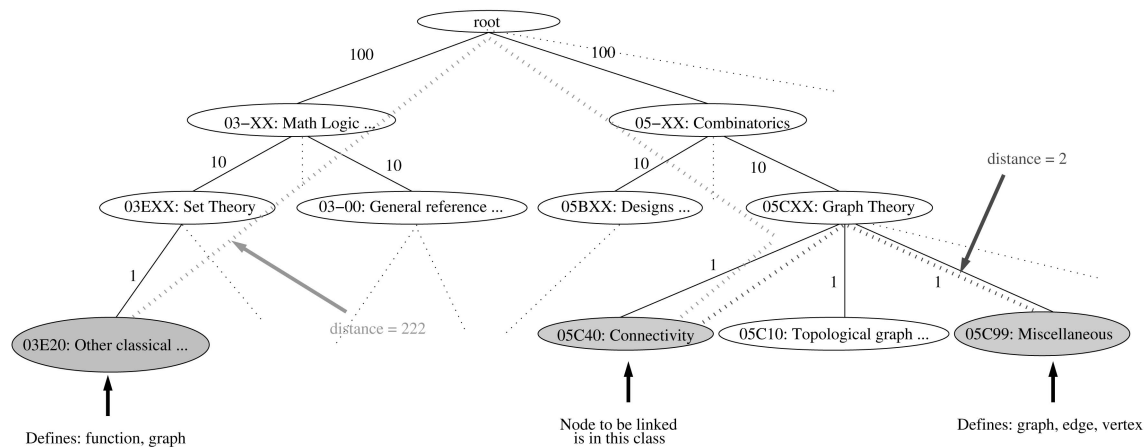 root
100
100
03−XX: Math Logic ...
05−XX: Combinatorics
10
10
10
10
distance = 2
03EXX: Set Theory
03−00: General reference ...
05BXX: Designs ...
05CXX: Graph Theory
1
1
1
1
distance = 222
03E20: Other classical ...
05C40: Connectivity
05C10: Topological graph ...
05C99: Miscellaneous
Defines: function, graph
Node to be linked
is in this class
Defines: graph, edge, vertex